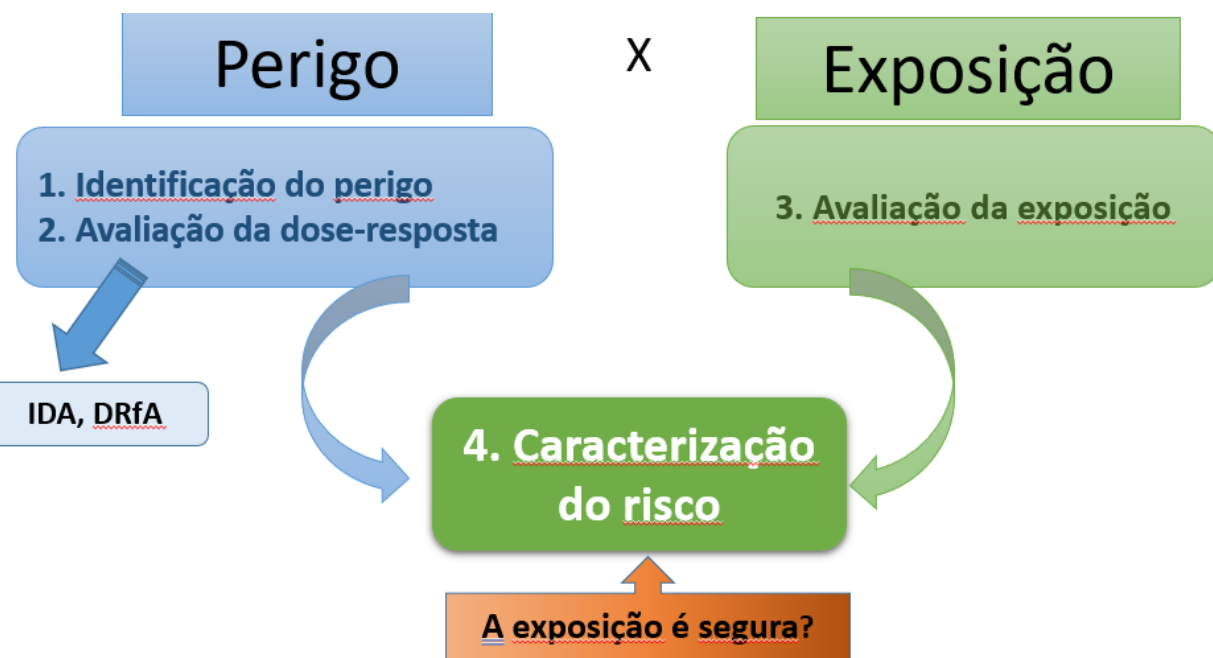 Perigo
X
Exposição
1. Identificação do perigo
2. Avaliação da dose-resposta
3. Avaliação da exposição
IDA, DRfA
4. Caracterização
do risco
A exposição é segura?